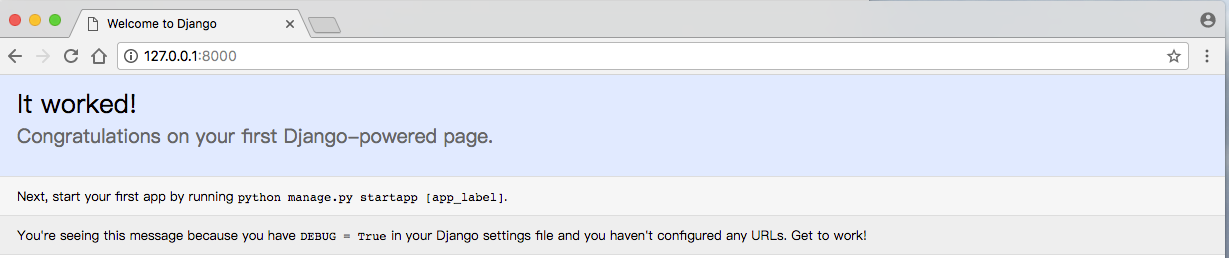 Welcome to Django
127.0.0.1:8000
It worked!
Congratulations on your first Django-powered page.
Next, start your first app by running python manage.py startapp [app_label].
You're seeing this message because you have DEBUG = True in your Django settings file and you haven't configured any URLs. Get to work!